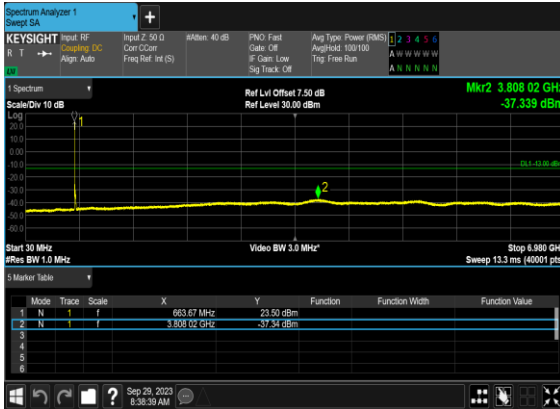 Spectrum Analyzer 1
Swept SA
KEYSIGHT
R T
LV
Input: RF
Coupling: DC
Align: Auto
Input Z: 50 Ω
Corr CCorr
Freq Ref: Int (S)
#Atten: 40 dB
PNO: Fast
Gate: Off
IF Gain: Low
Sig Track: Off
Avg Type: Power (RMS)
Avg|Hold: 100/100
Trig: Free Run
1 2 3 4 5 6
A W W W W W
A N N N N N
1 Spectrum
Scale/Div 10 dB
Ref Lvl Offset 7.50 dB
Ref Level 30.00 dBm
Mkr2 3.808 02 GHz
-37.339 dBm
Log
20.0
10.0
0.00
-10.0
-20.0
-30.0
-40.0
-50.0
-60.0
1
2
DL1 -13.00 dBm
Start 30 MHz
#Res BW 1.0 MHz
Video BW 3.0 MHz*
Stop 6.980 GH
Sweep 13.3 ms (40001 pts
5 Marker Table
Mode Trace Scale X Y Function Function Width Function Value
1 N 1 f 663.67 MHz 23.50 dBm
2 N 1 f 3.808 02 GHz -37.34 dBm
3
4
5
6
Sep 29, 2023
8:38:39 AM